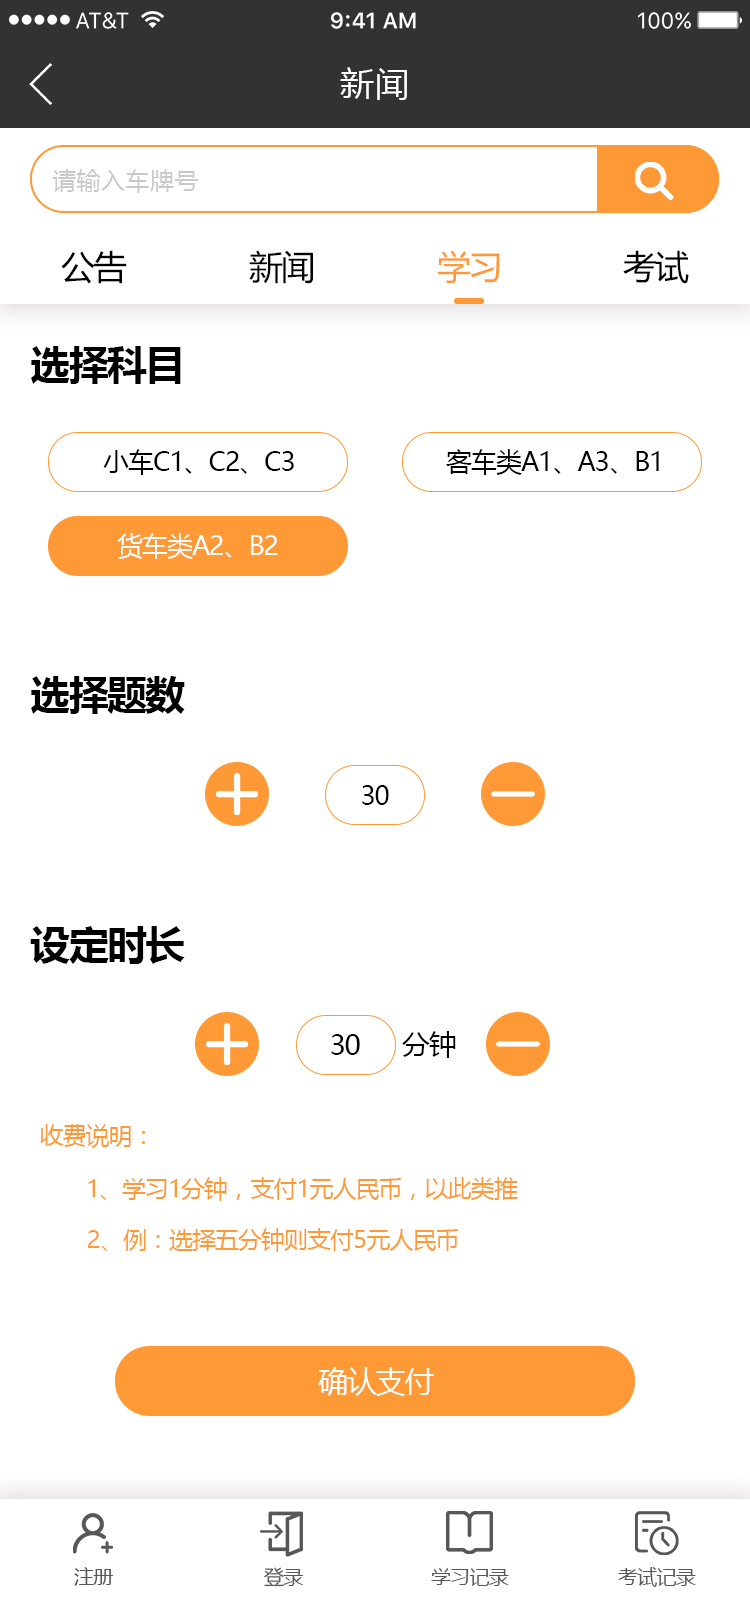 AT&T 9:41 AM 100%
新闻
请输入车牌号
公告 新闻 学习 考试
选择科目
小车C1、C2、C3 客车类A1、A3、B1
货车类A2、B2
选择题数
30
设定时长
30 分钟
收费说明：
1、学习1分钟，支付1元人民币，以此类推
2、例：选择五分钟则支付5元人民币
确认支付
注册 登录 学习记录 考试记录